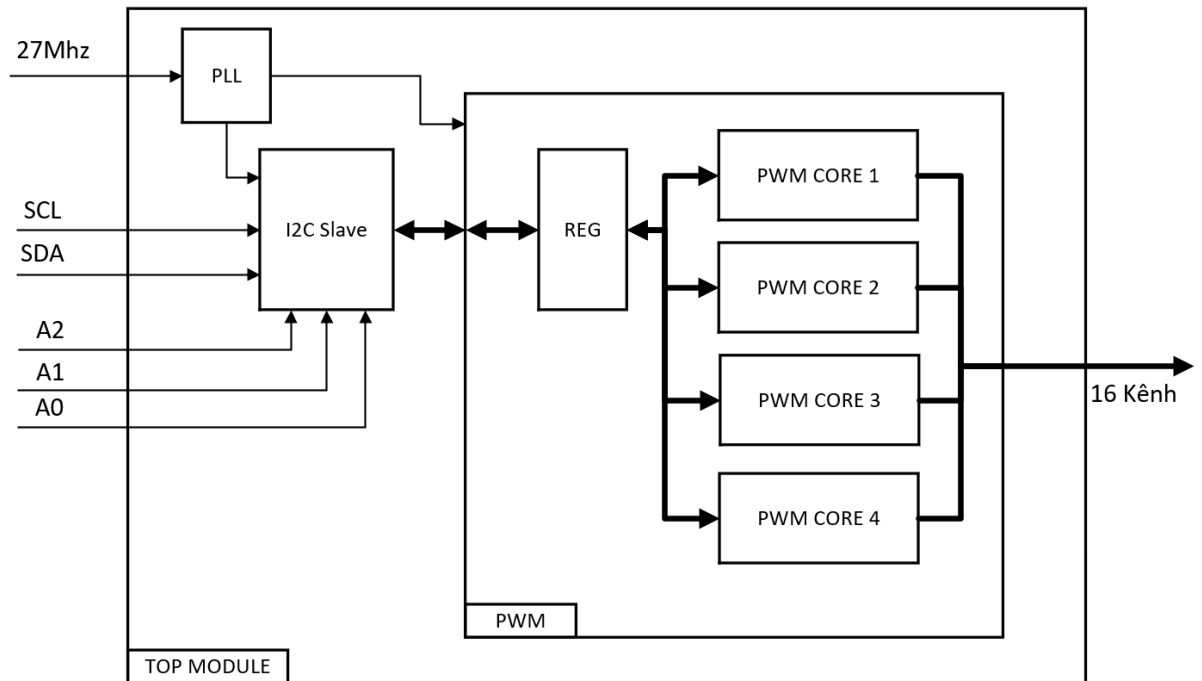 27Mhz
PLL
SCL
SDA
I2C Slave
REG
A2
A1
A0
PWM CORE 1
PWM CORE 2
PWM CORE 3
PWM CORE 4
16 Kênh
PWM
TOP MODULE